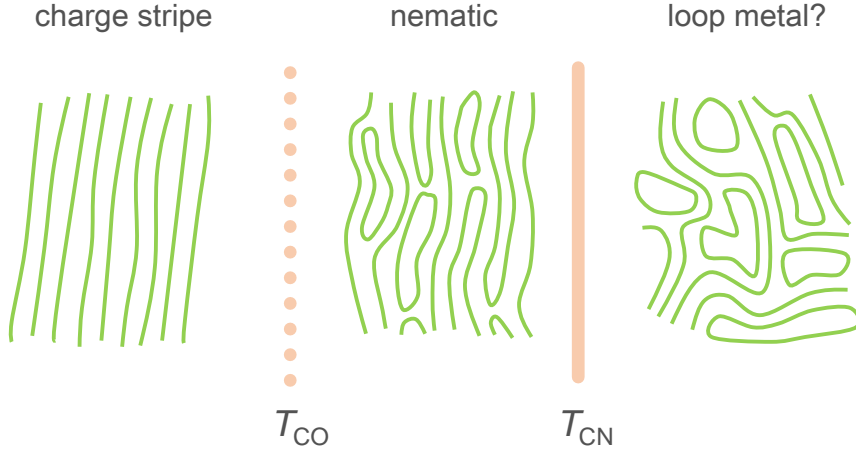 charge stripe
nematic
loop metal?
TCO
TCN